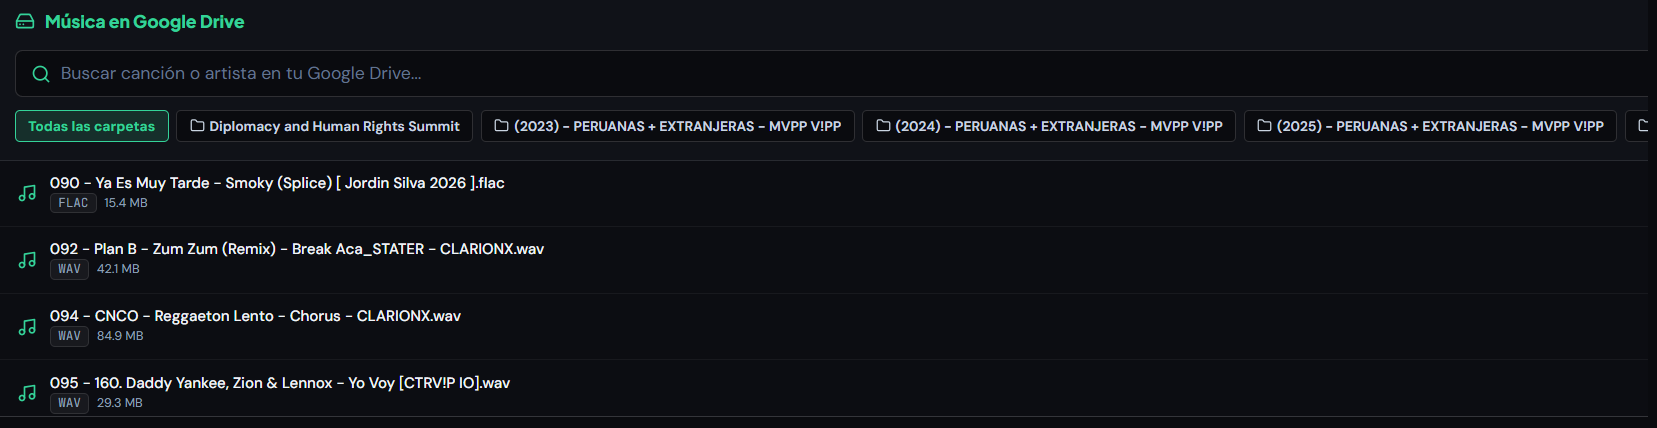 Música en Google Drive
Buscar canción o artista en tu Google Drive...
Todas las carpetas
Diplomacy and Human Rights Summit
(2023) - PERUANAS + EXTRANJERAS - MVPP V!PP
(2024) - PERUANAS + EXTRANJERAS - MVPP V!PP
(2025) - PERUANAS + EXTRANJERAS - MVPP V!PP
090 - Ya Es Muy Tarde - Smoky (Splice) [ Jordin Silva 2026 ].flac
FLAC 15.4 MB
092 - Plan B - Zum Zum (Remix) - Break Aca_STATER - CLARIONX.wav
WAV 42.1 MB
094 - CNCO - Reggaeton Lento - Chorus - CLARIONX.wav
WAV 84.9 MB
095 - 160. Daddy Yankee, Zion & Lennox - Yo Voy [CTRV!P IO].wav
WAV 29.3 MB